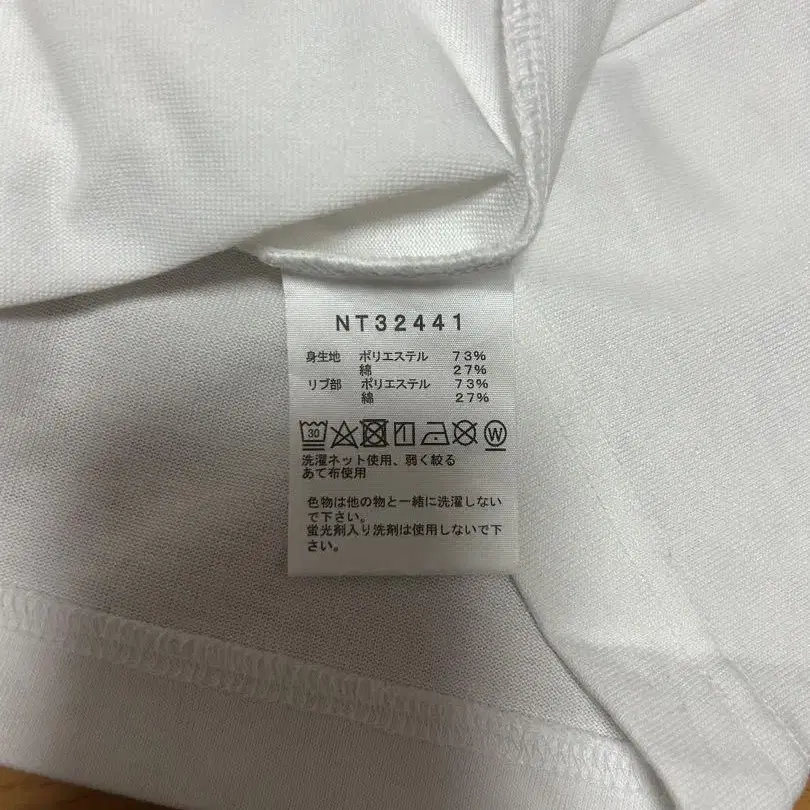 NT32441
身生地 ポリエステル 73%
綿 27%
リブ部 ポリエステル 73%
綿 27%
30 W
洗濯ネット使用、弱く絞る
あて布使用
色物は他の物と一緒に洗濯しない
で下さい。
蛍光剤入り洗剤は使用しないで下
さい。